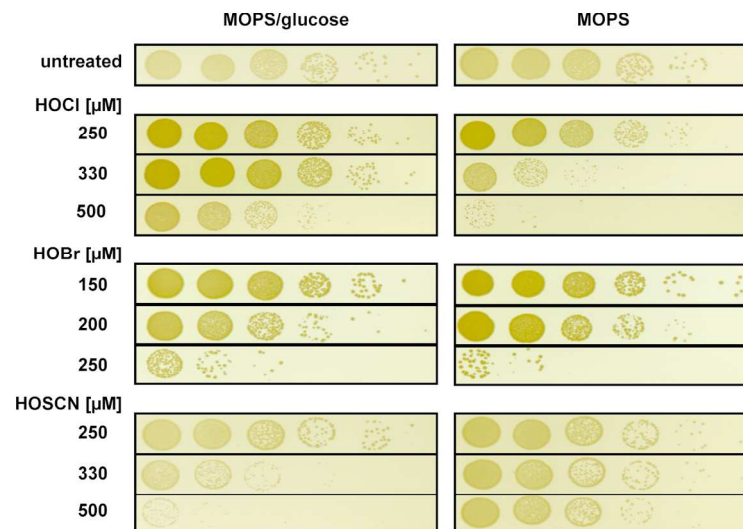 MOPS/glucose MOPS
untreated
HOCl [µM]
250
330
500
HOBr [µM]
150
200
250
HOSCN [µM]
250
330
500